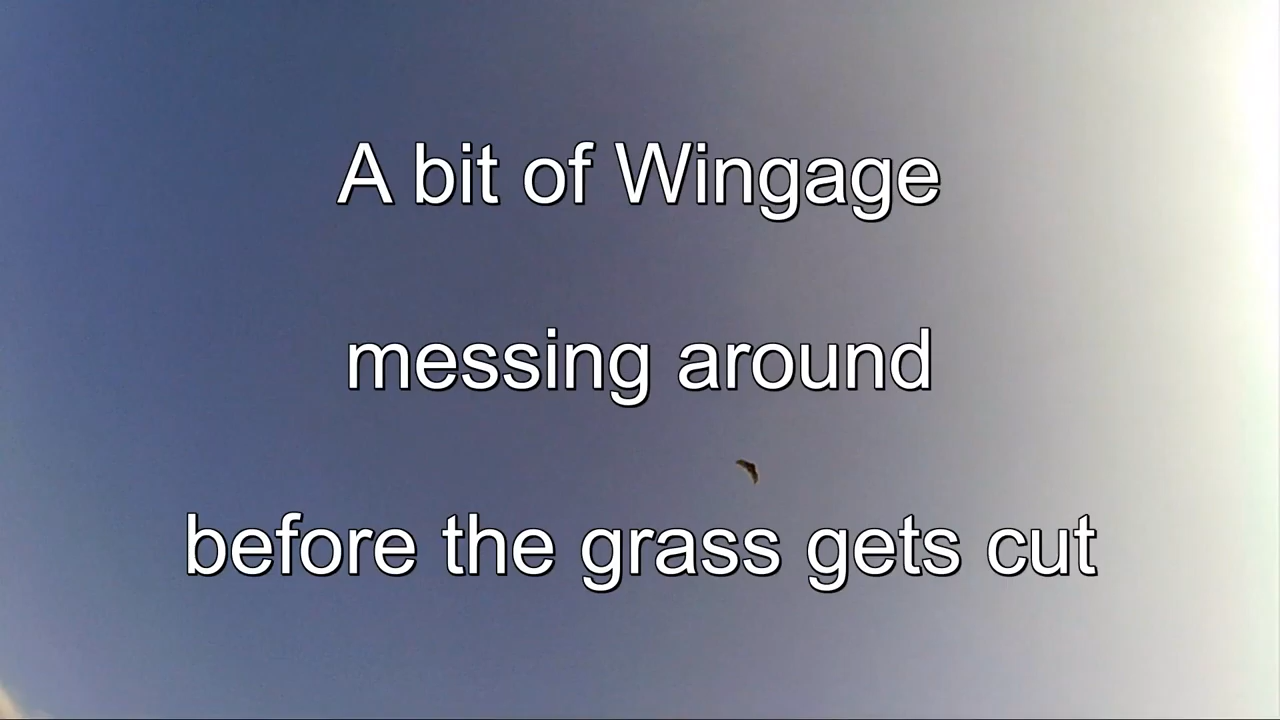 A bit of Wingage
messing around
before the grass gets cut